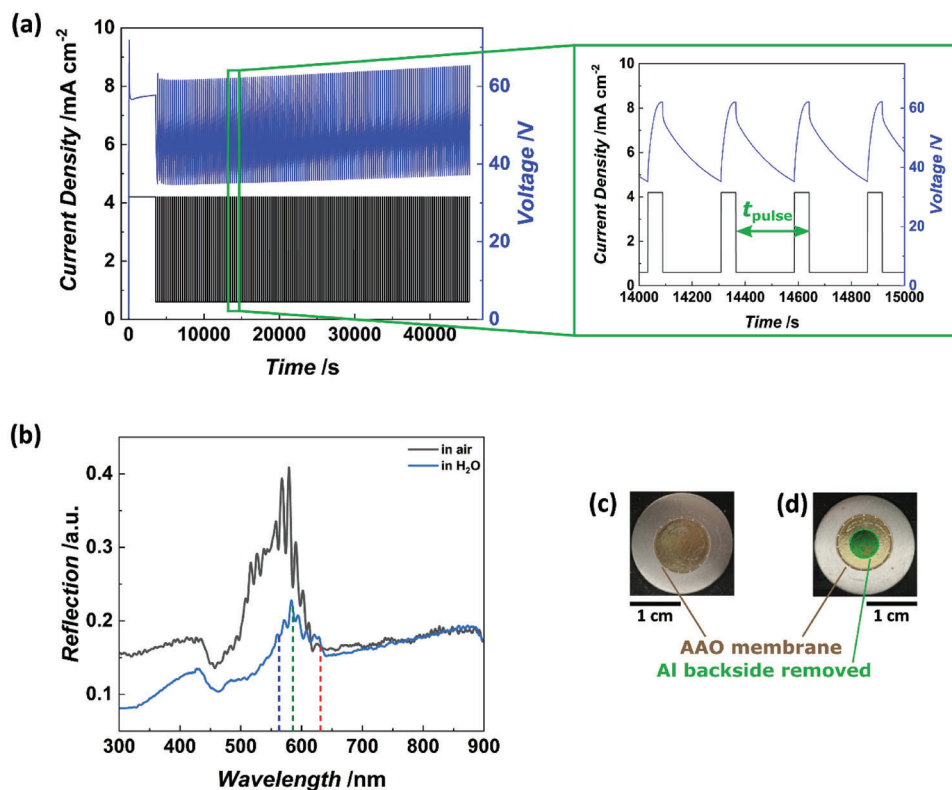 (a)
10
8
6
4
2
0
Current Density /mA cm⁻²
60
40
20
0
Voltage /V
0 10000 20000 30000 40000
Time /s
10
8
6
4
2
0
Current Density /mA cm⁻²
80
60
40
20
0
Voltage /V
t pulse
14000 14200 14400 14600 14800 15000
Time /s
(b)
in air
in H₂O
0.4
0.3
0.2
0.1
Reflection /a.u.
300 400 500 600 700 800 900
Wavelength /nm
(c)
(d)
1 cm
1 cm
AAO membrane
Al backside removed